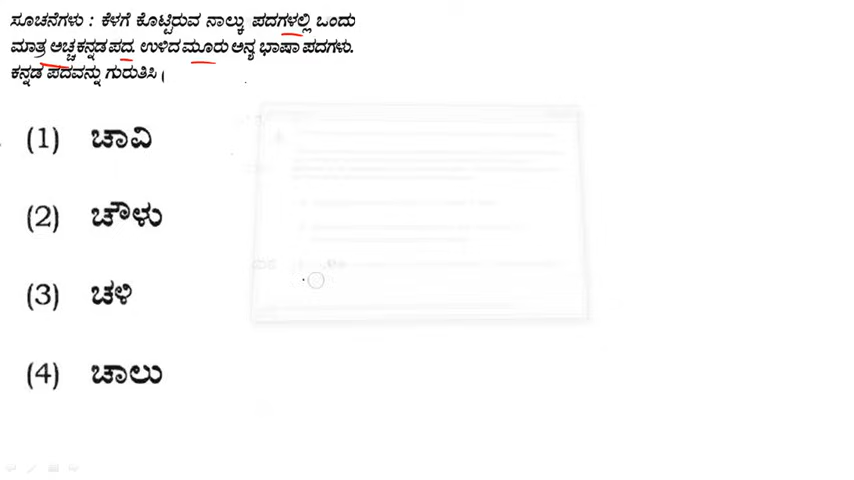 ಸೂಚನೆಗಳು : ಕೆಳಗೆ ಕೊಟ್ಟಿರುವ ನಾಲ್ಕು ಪದಗಳಲ್ಲಿ ಒಂದು
ಮಾತ್ರ ಅಚ್ಚಕನ್ನಡ ಪದ. ಉಳಿದ ಮೂರು ಅನ್ಯ ಭಾಷಾ ಪದಗಳು.
ಕನ್ನಡ ಪದವನ್ನು ಗುರುತಿಸಿ (
(1) ಚಾವಿ
(2) ಚೌಳು
(3) ಚಳಿ
(4) ಚಾಲು